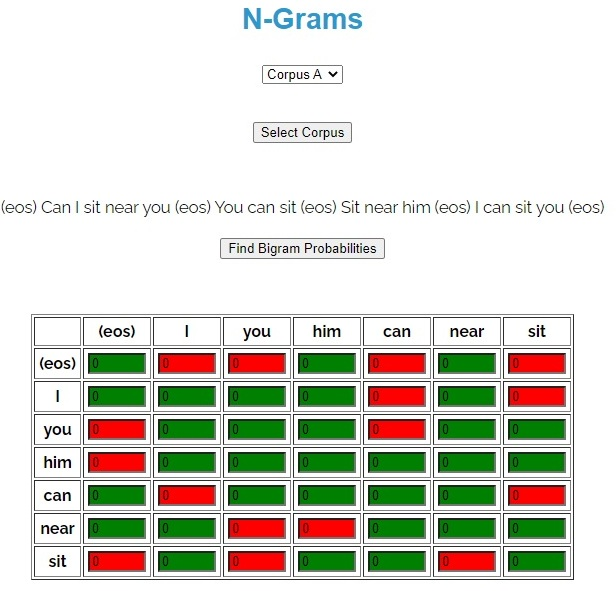 N-Grams
Corpus A
Select Corpus
(eos) Can I sit near you (eos) You can sit (eos) Sit near him (eos) I can sit you (eos)
Find Bigram Probabilities
(eos) I you him can near sit
(eos) 0 0 0 0 0 0 0
I 0 0 0 0 0 0 0
you 0 0 0 0 0 0 0
him 0 0 0 0 0 0 0
can 0 0 0 0 0 0 0
near 0 0 0 0 0 0 0
sit 0 0 0 0 0 0 0